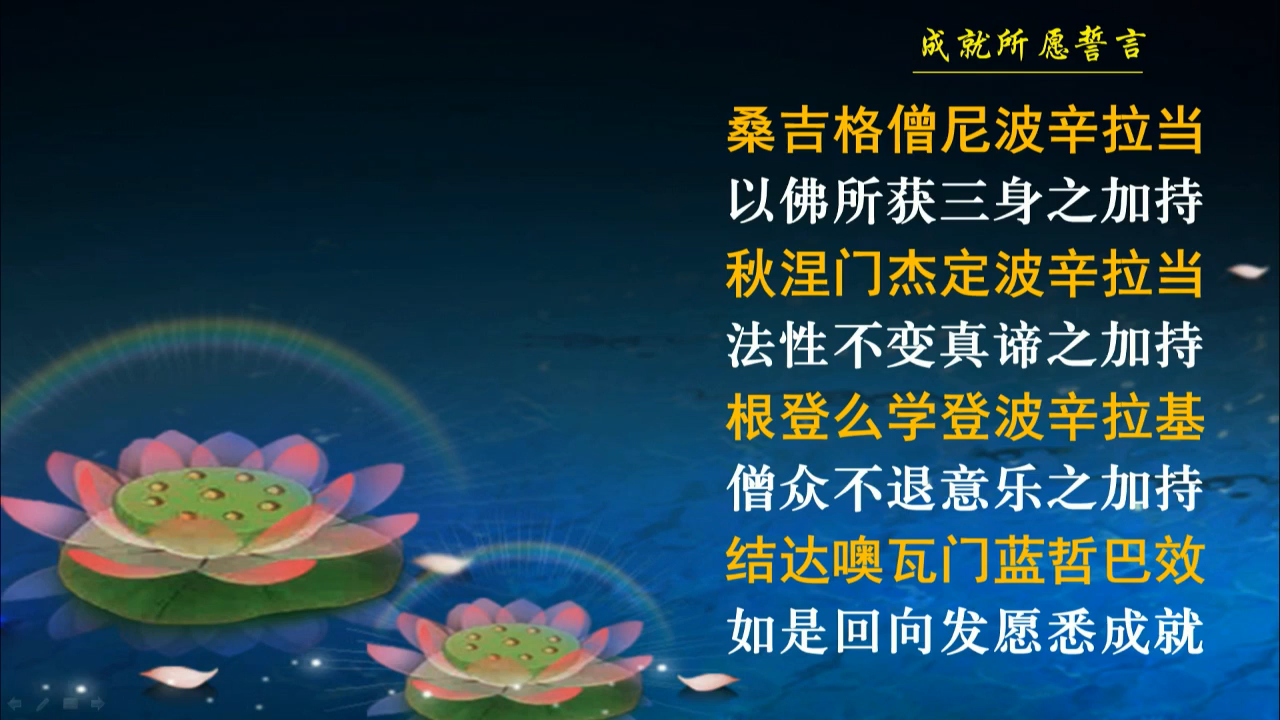 成就所愿誓言
桑吉格僧尼波辛拉当
以佛所获三身之加持
秋涅门杰定波辛拉当
法性不变真谛之加持
根登么学登波辛拉基
僧众不退意乐之加持
结达噢瓦门蓝哲巴效
如是回向发愿悉成就